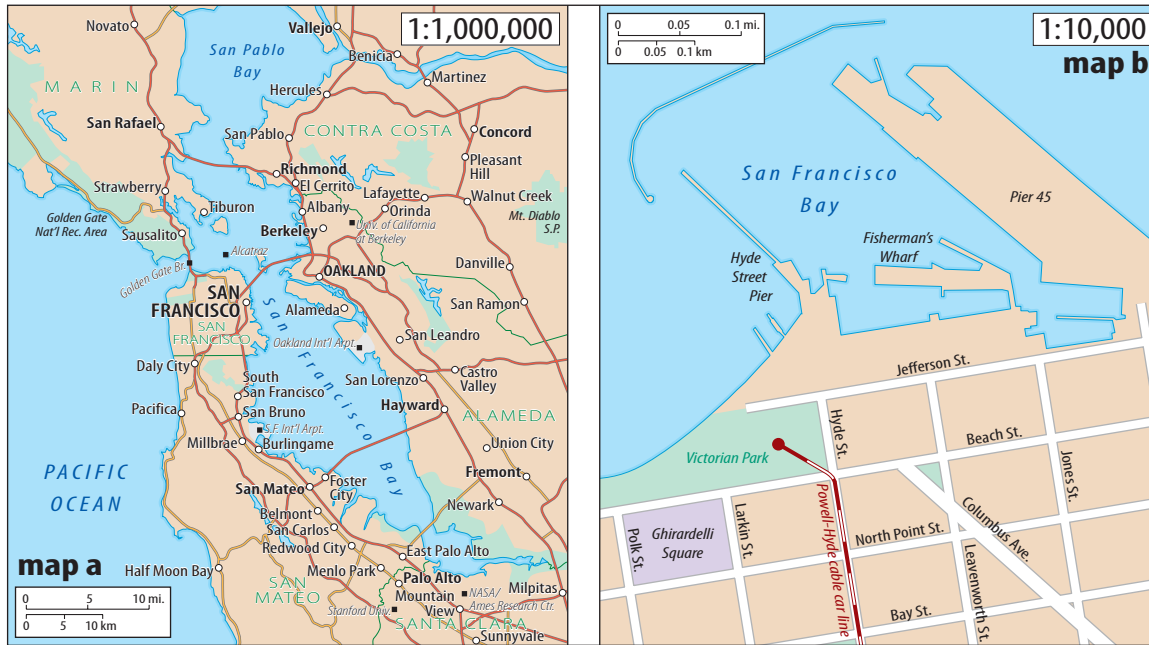 1:1,000,000
Novato
Vallejo
San Pablo
Bay
Benicia
Martinez
Hercules
MARIN
San Rafael
San Pablo
CONTRA COSTA
Concord
Pleasant
Hill
Richmond
El Cerrito
Strawberry
Lafayette
Walnut Creek
Tiburon
Albany
Orinda
Mt. Diablo
S.P.
Golden Gate
Nat'l Rec. Area
Sausalito
Berkeley
Univ. of California
at Berkeley
Alcatraz
Golden Gate Br.
OAKLAND
Danville
SAN
FRANCISCO
San Ramon
Alameda
SAN
FRANCISCO
San Leandro
Oakland Int'l Arpt.
San Francisco Bay
Daly City
Castro
Valley
South
San Francisco
San Lorenzo
Pacifica
San Bruno
Hayward
S.F. Int'l Arpt.
ALAMEDA
Millbrae
Burlingame
Union City
PACIFIC
OCEAN
San Mateo
Foster
City
Fremont
Belmont
Newark
San Carlos
Redwood City
East Palo Alto
Half Moon Bay
Menlo Park
Palo Alto
SAN
MATEO
Mountain
View
NASA/
Ames Research Ctr.
Milpitas
Stanford Univ.
SANTA CLARA
Sunnyvale
map a
0 5 10 mi.
0 5 10 km
0 0.05 0.1 mi.
0 0.05 0.1 km
1:10,000
map b
San Francisco
Bay
Pier 45
Hyde
Street
Pier
Fisherman's
Wharf
Jefferson St.
Hyde St.
Beach St.
Jones St.
Victorian Park
Powell-Hyde cable car line
Columbus Ave.
Polk St.
Ghirardelli
Square
Larkin St.
North Point St.
Leavenworth St.
Bay St.